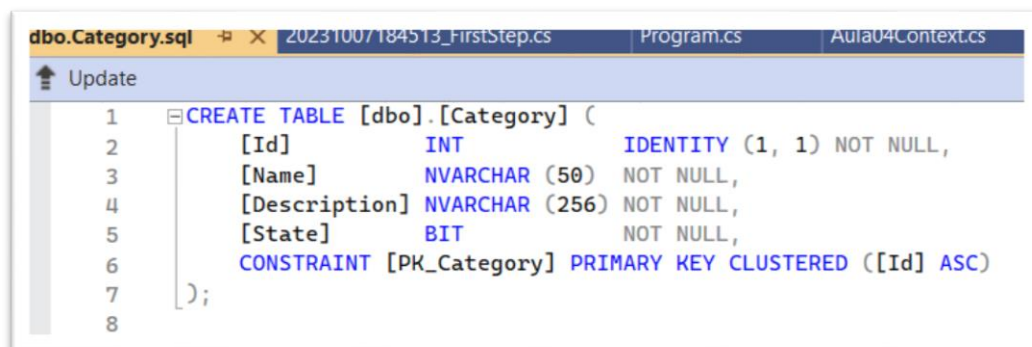 dbo.Category.sql 20231007184513_FirstStep.cs Program.cs Aula04Context.cs
Update
1 CREATE TABLE [dbo].[Category] (
2 [Id] INT IDENTITY (1, 1) NOT NULL,
3 [Name] NVARCHAR (50) NOT NULL,
4 [Description] NVARCHAR (256) NOT NULL,
5 [State] BIT NOT NULL,
6 CONSTRAINT [PK_Category] PRIMARY KEY CLUSTERED ([Id] ASC)
7 );
8